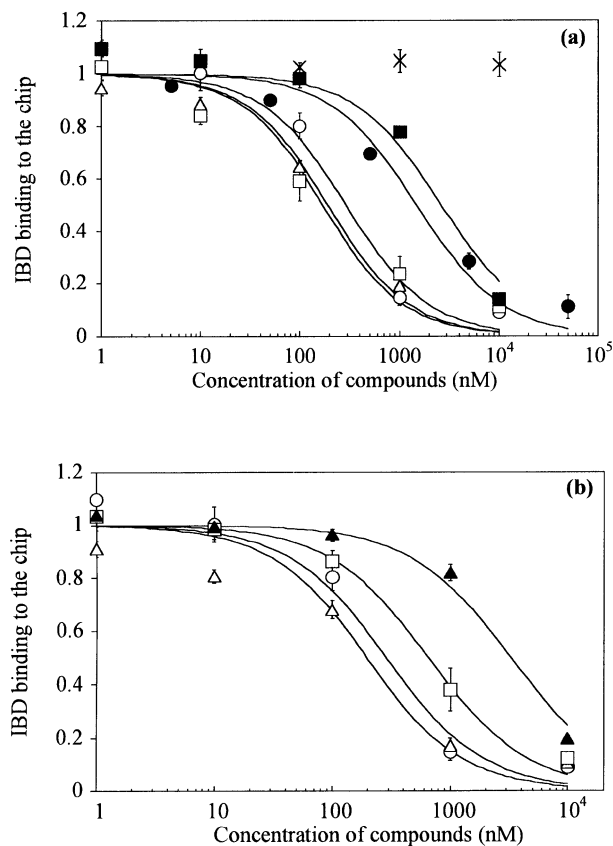 (a)
IBD binding to the chip
1.2
1
0.8
0.6
0.4
0.2
0
1 10 100 1000 10⁴ 10⁵
Concentration of compounds (nM)
(b)
IBD binding to the chip
1.2
1
0.8
0.6
0.4
0.2
0
1 10 100 1000 10⁴
Concentration of compounds (nM)